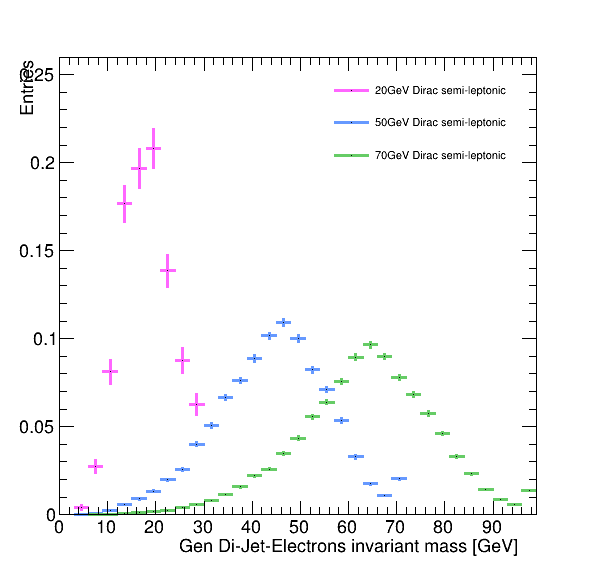 Entries
0.25
20GeV Dirac semi-leptonic
50GeV Dirac semi-leptonic
70GeV Dirac semi-leptonic
0.2
0.15
0.1
0.05
0
0 10 20 30 40 50 60 70 80 90
Gen Di-Jet-Electrons invariant mass [GeV]